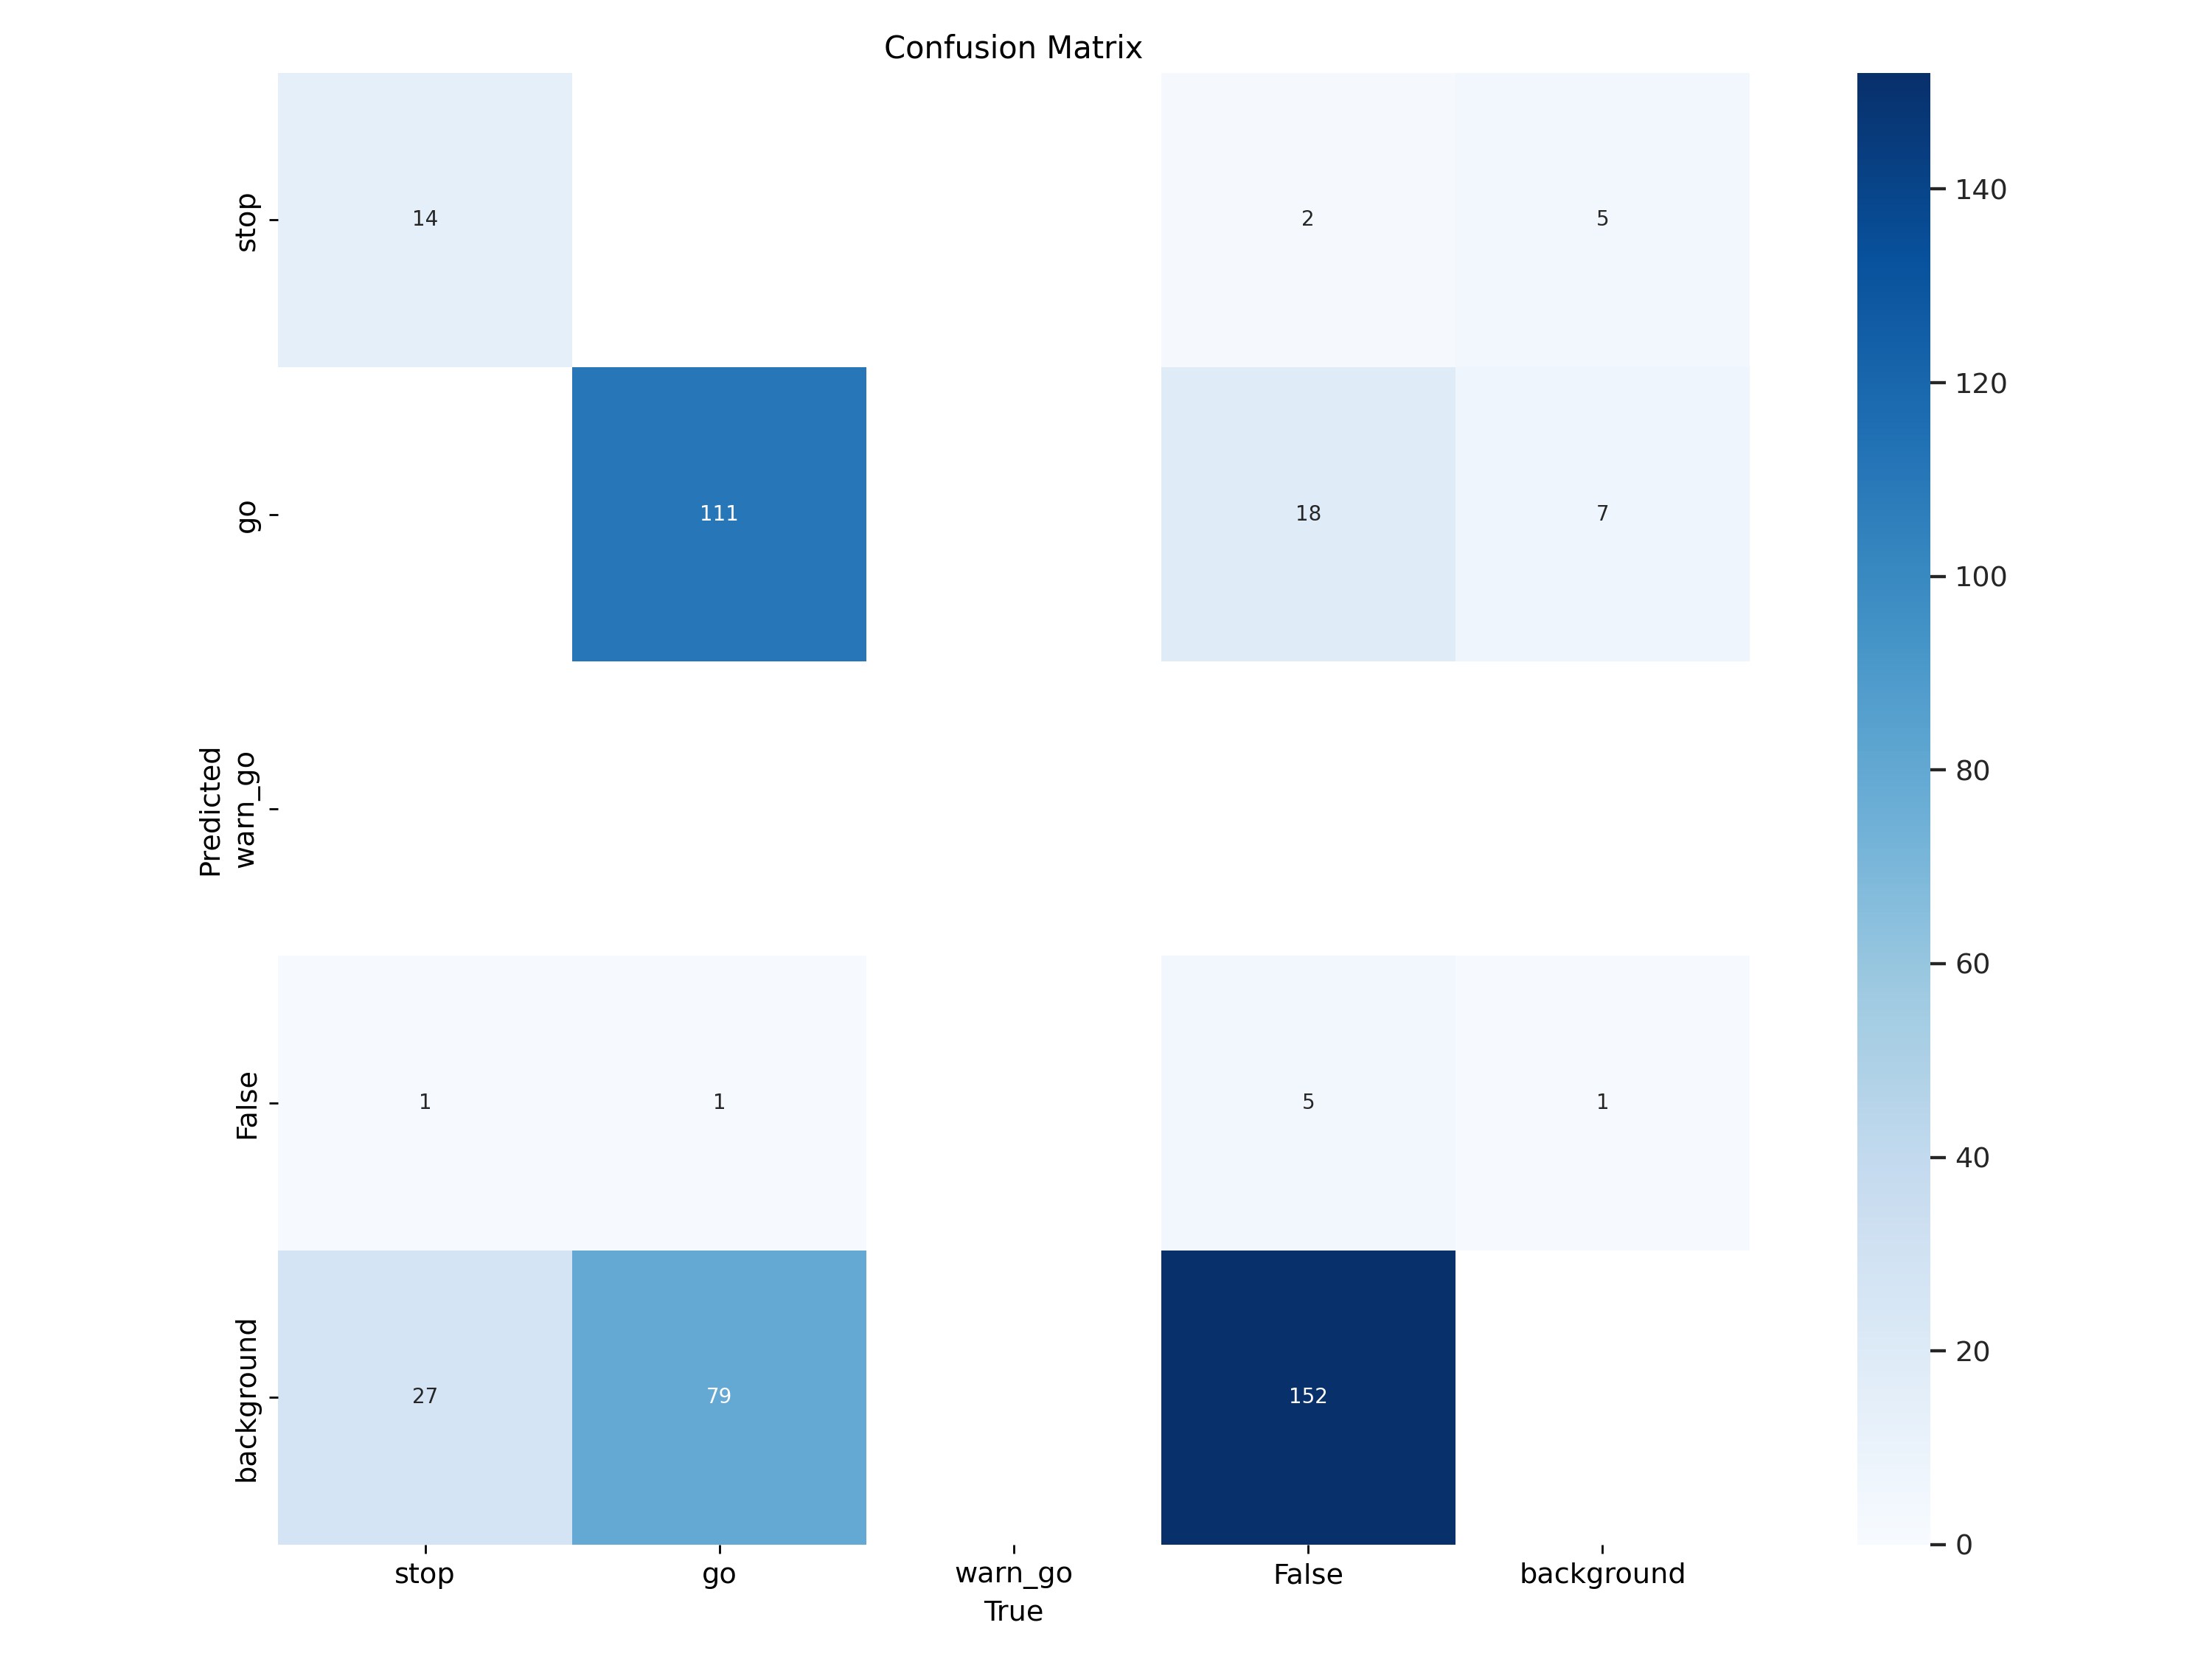 Confusion Matrix
stop
14
2
5
140
120
go
111
18
7
100
80
Predicted
warn_go
60
False
1
1
5
1
40
20
background
27
79
152
0
stop
go
warn_go
False
background
True